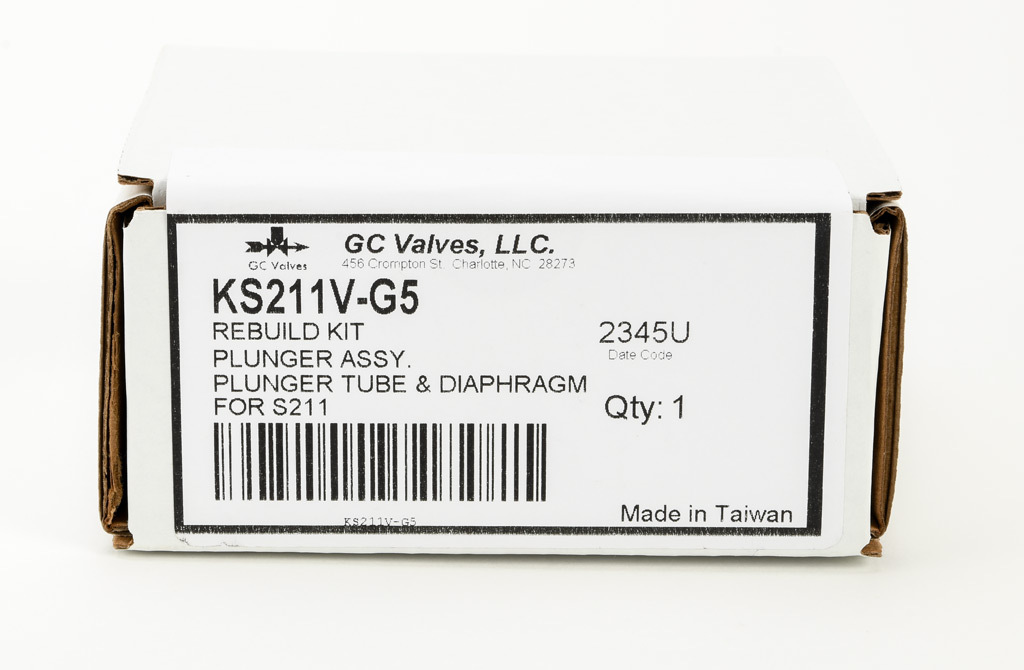 GC Valves, LLC.
GC Valves
456 Crompton St. Charlotte, NC 28273
KS211V-G5
REBUILD KIT
2345U
PLUNGER ASSY.
Date Code
PLUNGER TUBE & DIAPHRAGM
FOR S211
Qty: 1
KS211V-G5
Made in Taiwan